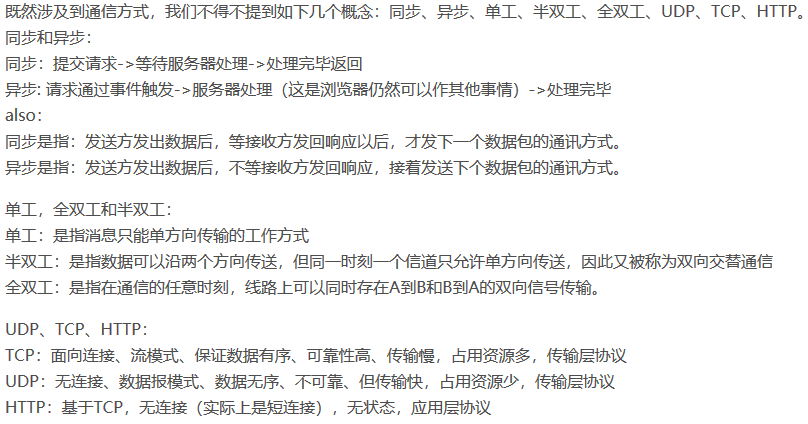 既然涉及到通信方式，我们不得不提到如下几个概念：同步、异步、单工、半双工、全双工、UDP、TCP、HTTP。
同步和异步：
同步：提交请求->等待服务器处理->处理完毕返回
异步: 请求通过事件触发->服务器处理（这是浏览器仍然可以作其他事情）->处理完毕
also：
同步是指：发送方发出数据后，等接收方发回响应以后，才发下一个数据包的通讯方式。
异步是指：发送方发出数据后，不等接收方发回响应，接着发送下个数据包的通讯方式。
单工，全双工和半双工：
单工：是指消息只能单方向传输的工作方式
半双工：是指数据可以沿两个方向传送，但同一时刻一个信道只允许单方向传送，因此又被称为双向交替通信
全双工：是指在通信的任意时刻，线路上可以同时存在A到B和B到A的双向信号传输。
UDP、TCP、HTTP：
TCP：面向连接、流模式、保证数据有序、可靠性高、传输慢，占用资源多，传输层协议
UDP：无连接、数据报模式、数据无序、不可靠、但传输快，占用资源少，传输层协议
HTTP：基于TCP，无连接（实际上是短连接），无状态，应用层协议